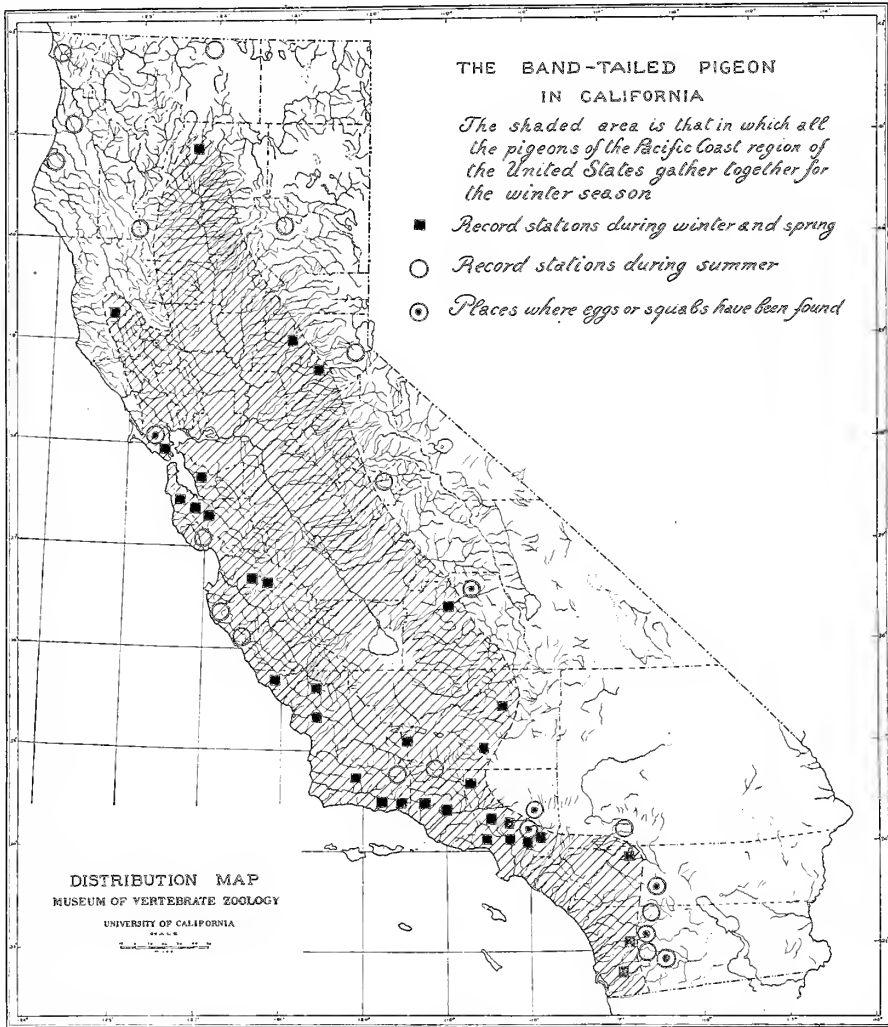 THE BAND-TAILED PIGEON
IN CALIFORNIA
The shaded area is that in which all
the pigeons of the Pacific Coast region of
the United States gather together for
the winter season
Record stations during winter and spring
Record stations during summer
Places where eggs or squabs have been found
DISTRIBUTION MAP
MUSEUM OF VERTEBRATE ZOOLOGY
UNIVERSITY OF CALIFORNIA
SCALE